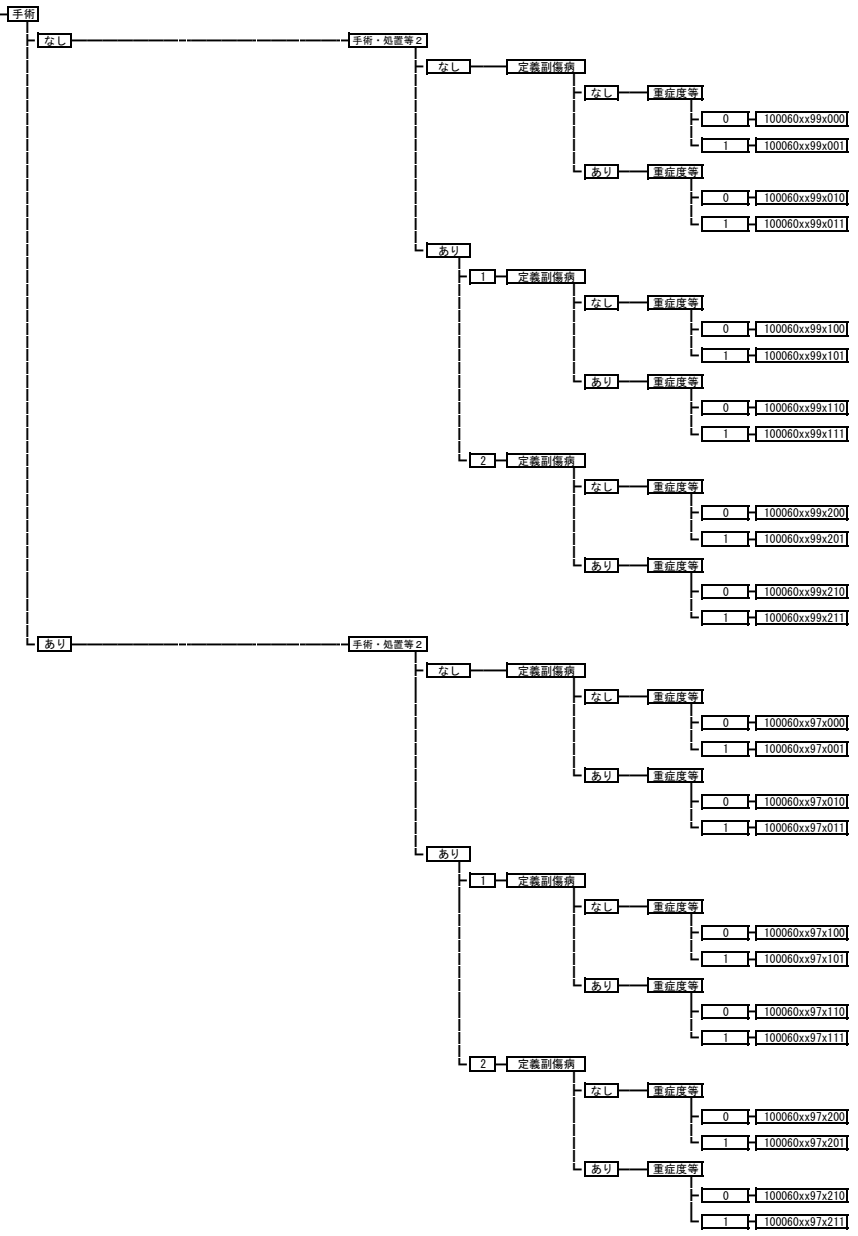 手術
なし 手術・処置等2
なし 定義副傷病
なし 重症度等
0 100060xx99x000
1 100060xx99x001
あり 重症度等
0 100060xx99x010
1 100060xx99x011
あり
1 定義副傷病
なし 重症度等
0 100060xx99x100
1 100060xx99x101
あり 重症度等
0 100060xx99x110
1 100060xx99x111
2 定義副傷病
なし 重症度等
0 100060xx99x200
1 100060xx99x201
あり 重症度等
0 100060xx99x210
1 100060xx99x211
あり 手術・処置等2
なし 定義副傷病
なし 重症度等
0 100060xx97x000
1 100060xx97x001
あり 重症度等
0 100060xx97x010
1 100060xx97x011
あり
1 定義副傷病
なし 重症度等
0 100060xx97x100
1 100060xx97x101
あり 重症度等
0 100060xx97x110
1 100060xx97x111
2 定義副傷病
なし 重症度等
0 100060xx97x200
1 100060xx97x201
あり 重症度等
0 100060xx97x210
1 100060xx97x211